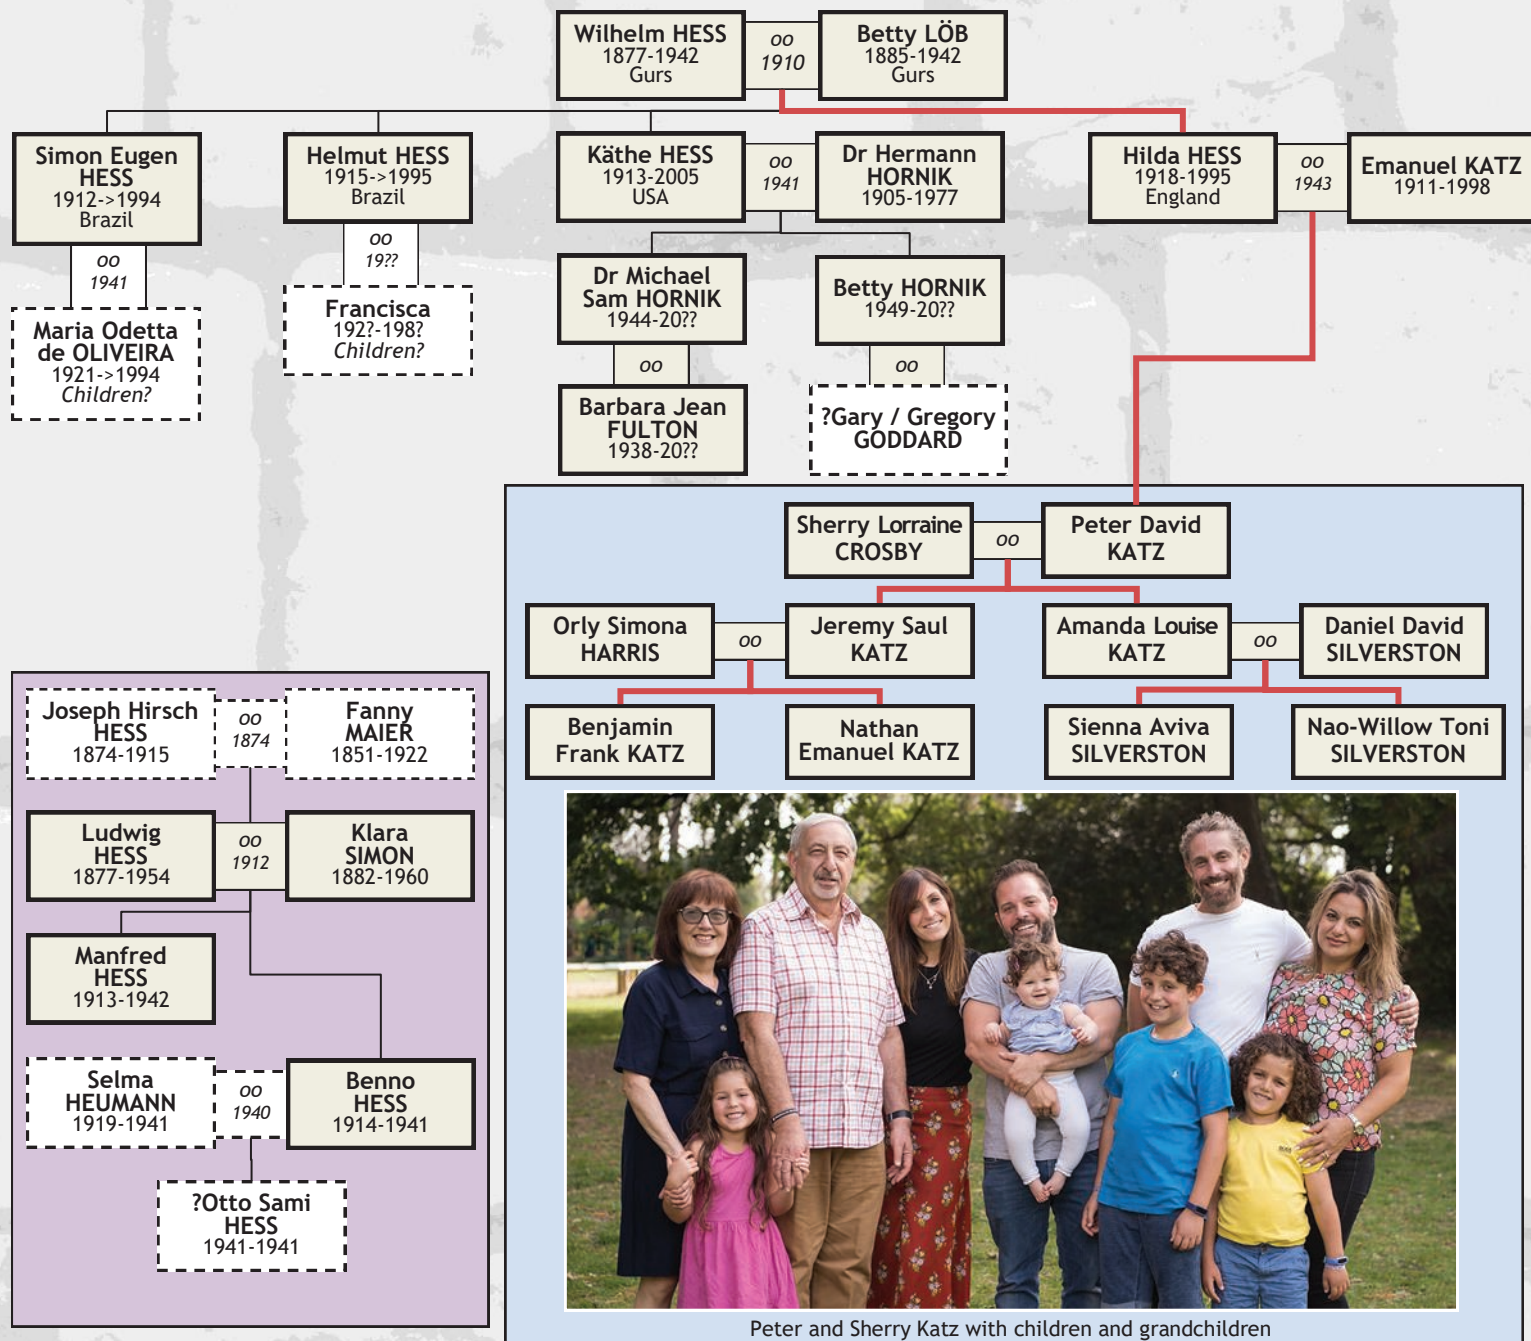 Wilhelm HESS
1877-1942
Gurs
oo
1910
Betty LÖB
1885-1942
Gurs
Simon Eugen
HESS
1912->1994
Brazil
oo
1941
Maria Odetta
de OLIVEIRA
1921->1994
Children?
Helmut HESS
1915->1995
Brazil
oo
19??
Francisca
192?-198?
Children?
Käthe HESS
1913-2005
USA
oo
1941
Dr Hermann
HORNIK
1905-1977
Hilda HESS
1918-1995
England
oo
1943
Emanuel KATZ
1911-1998
Dr Michael
Sam HORNIK
1944-20??
oo
Barbara Jean
FULTON
1938-20??
Betty HORNIK
1949-20??
oo
?Gary / Gregory
GODDARD
Sherry Lorraine
CROSBY
oo
Peter David
KATZ
Orly Simona
HARRIS
oo
Jeremy Saul
KATZ
Amanda Louise
KATZ
oo
Daniel David
SILVERSTON
Benjamin
Frank KATZ
Nathan
Emanuel KATZ
Sienna Aviva
SILVERSTON
Nao-Willow Toni
SILVERSTON
Joseph Hirsch
HESS
1874-1915
oo
1874
Fanny
MAIER
1851-1922
Ludwig
HESS
1877-1954
oo
1912
Klara
SIMON
1882-1960
Manfred
HESS
1913-1942
Selma
HEUMANN
1919-1941
oo
1940
Benno
HESS
1914-1941
?Otto Sami
HESS
1941-1941
Peter and Sherry Katz with children and grandchildren